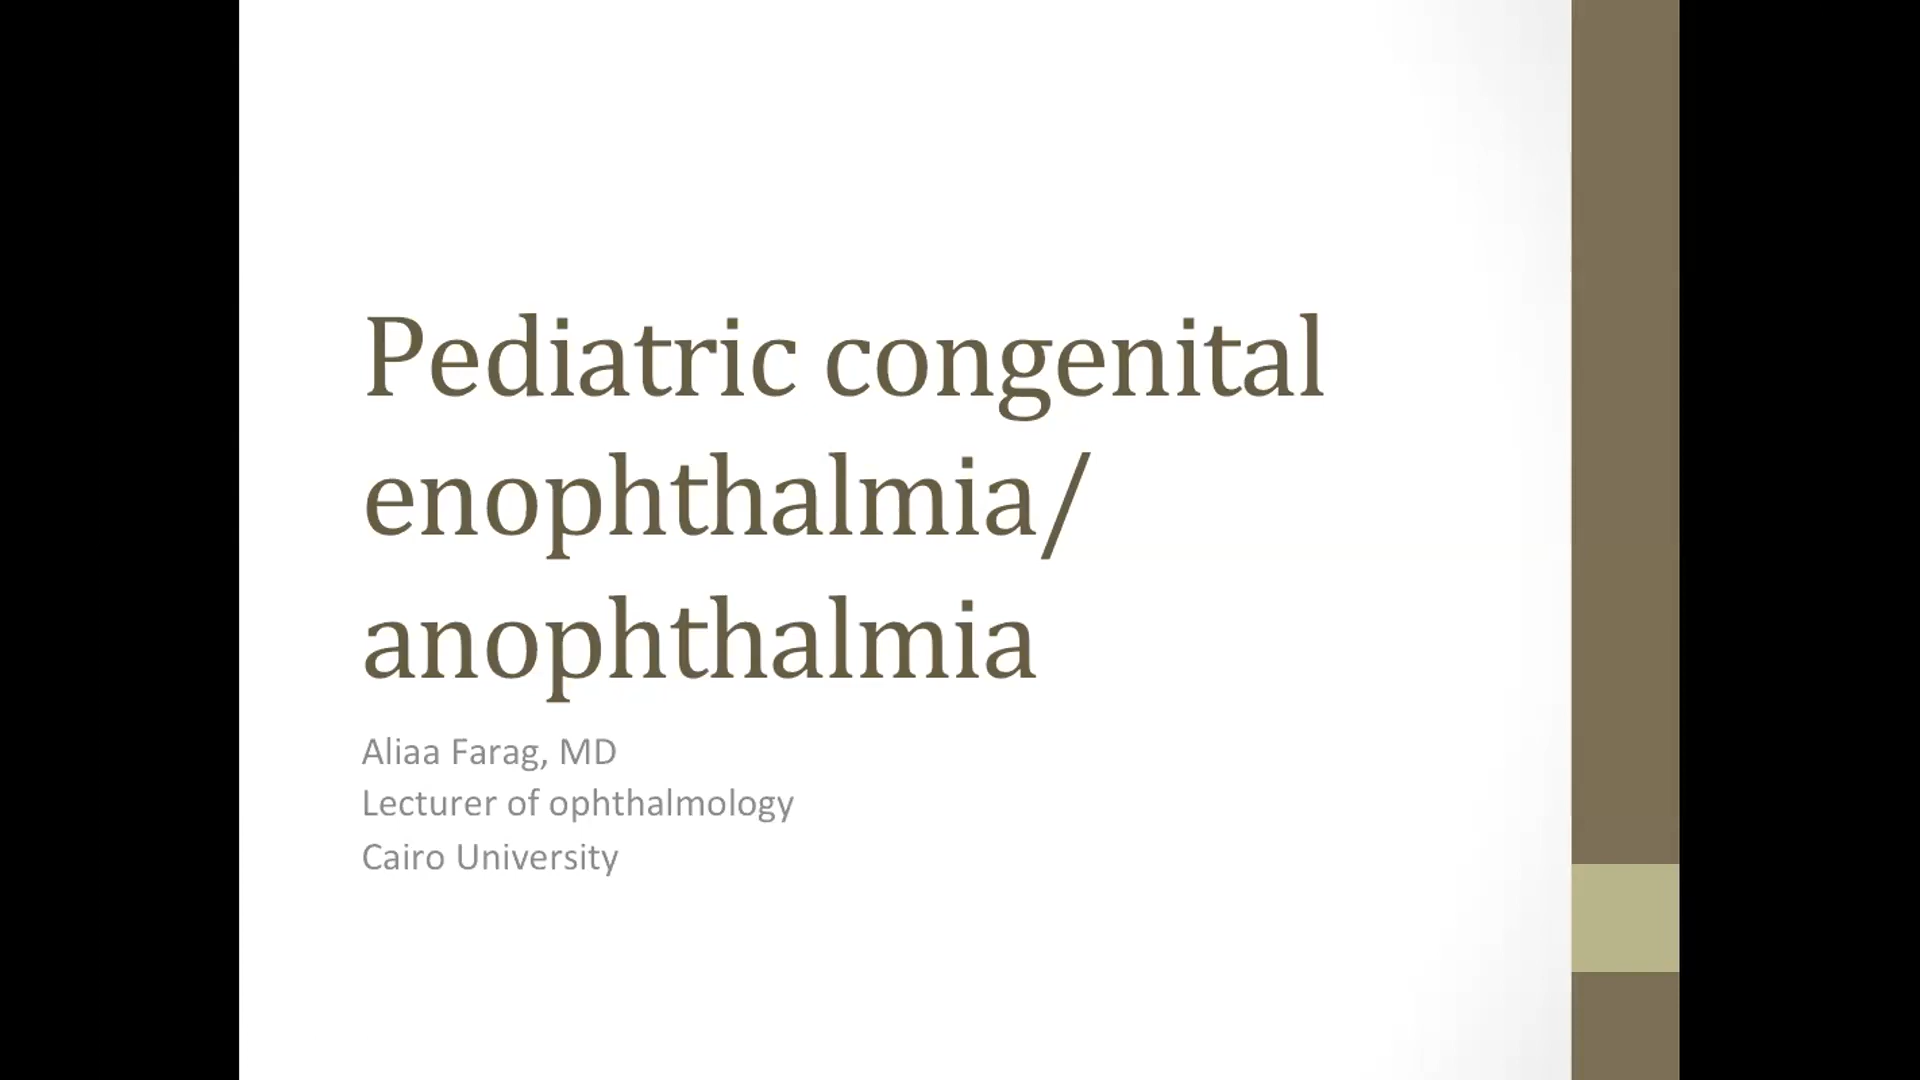 Pediatric congenital
enophthalmia/
anophthalmia
Aliaa Farag, MD
Lecturer of ophthalmology
Cairo University